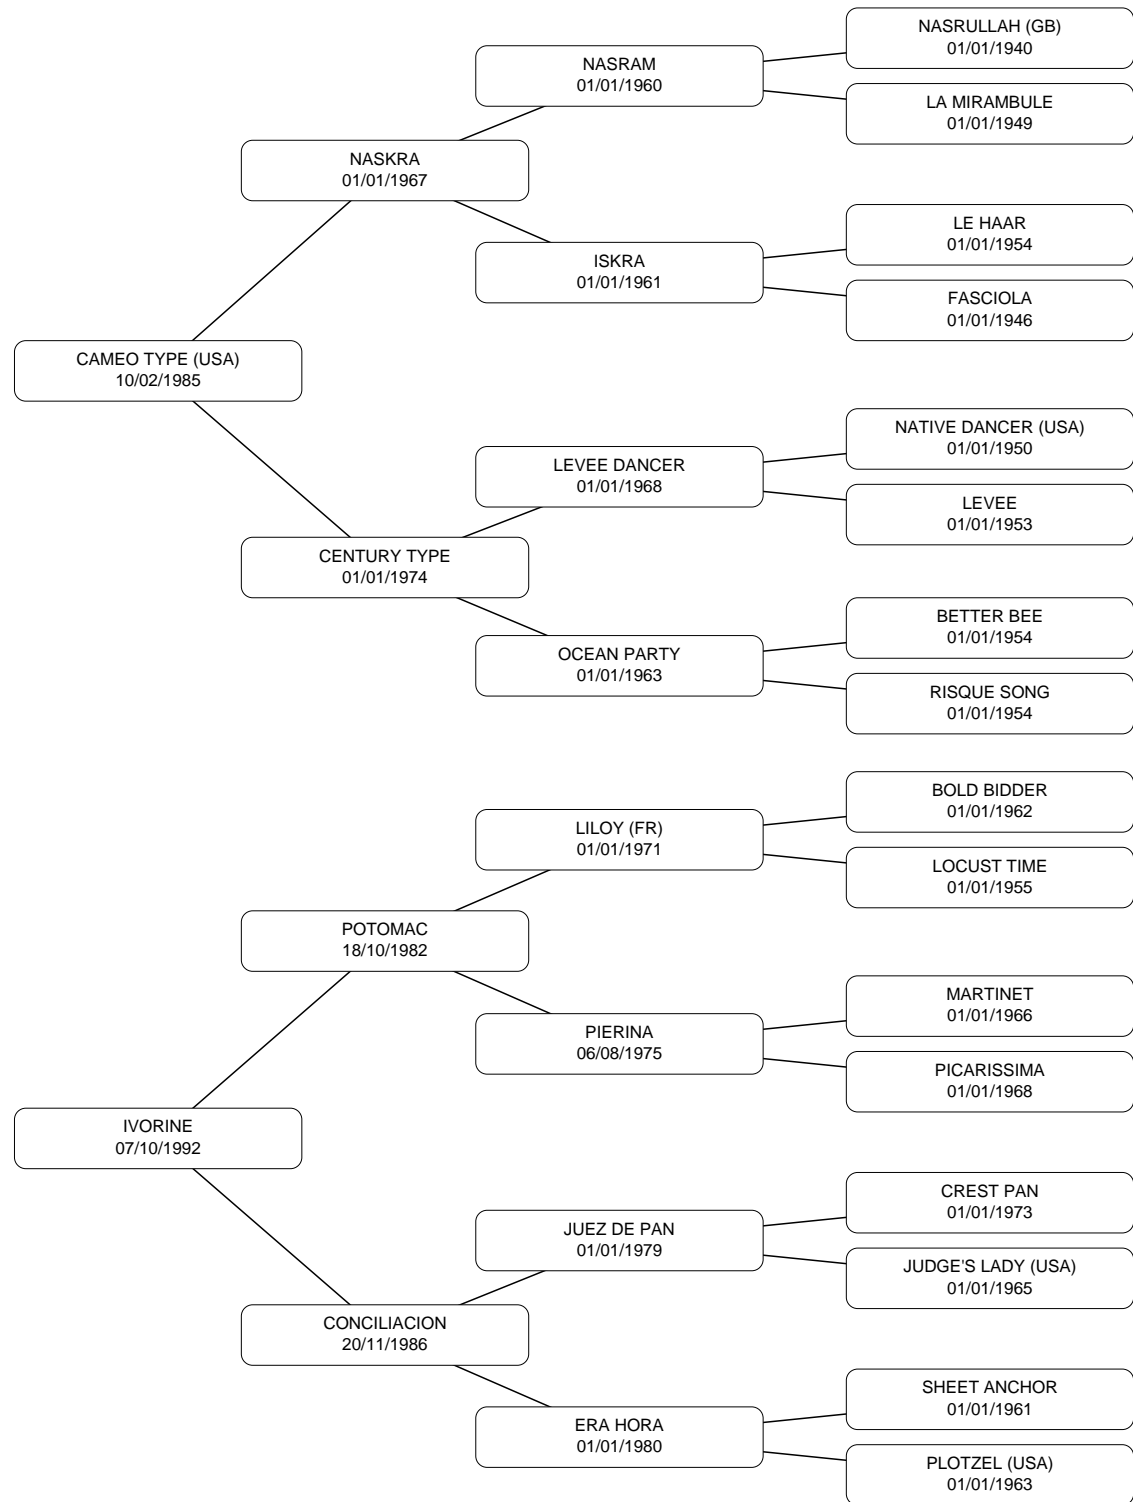 NASRULLAH (GB)
01/01/1940
NASRAM
01/01/1960
LA MIRAMBULE
01/01/1949
NASKRA
01/01/1967
LE HAAR
01/01/1954
ISKRA
01/01/1961
FASCIOLA
01/01/1946
CAMEO TYPE (USA)
10/02/1985
NATIVE DANCER (USA)
01/01/1950
LEVEE DANCER
01/01/1968
LEVEE
01/01/1953
CENTURY TYPE
01/01/1974
BETTER BEE
01/01/1954
OCEAN PARTY
01/01/1963
RISQUE SONG
01/01/1954
BOLD BIDDER
01/01/1962
LILOY (FR)
01/01/1971
LOCUST TIME
01/01/1955
POTOMAC
18/10/1982
MARTINET
01/01/1966
PIERINA
06/08/1975
PICARISSIMA
01/01/1968
IVORINE
07/10/1992
CREST PAN
01/01/1973
JUEZ DE PAN
01/01/1979
JUDGE'S LADY (USA)
01/01/1965
CONCILIACION
20/11/1986
SHEET ANCHOR
01/01/1961
ERA HORA
01/01/1980
PLOTZEL (USA)
01/01/1963